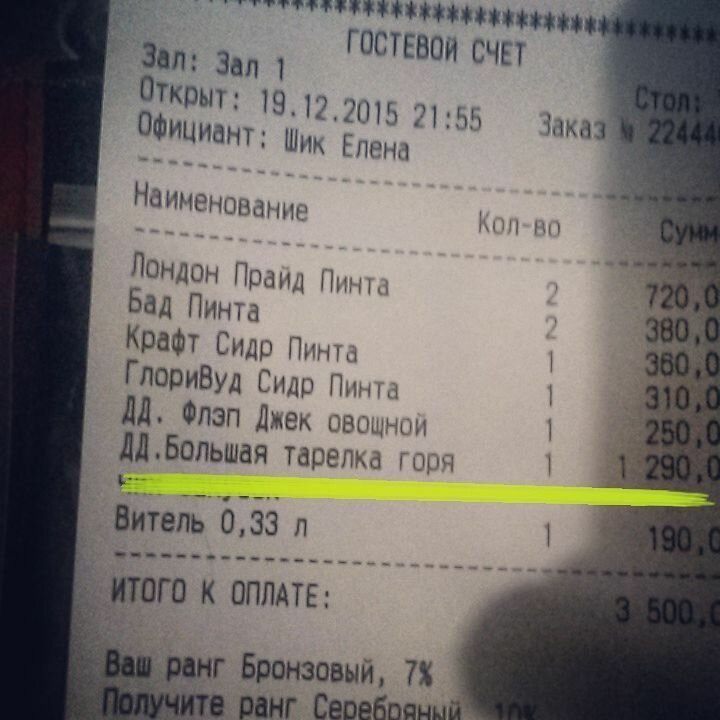 ********************************
ГОСТЕВОЙ СЧЕТ
Зал: Зал 1 Стол:
Открыт: 19.12.2015 21:55 Заказ № 22444
Официант: Шик Елена
Наименование Кол-во Сумм
Лондон Прайд Пинта 2 720,0
Бад Пинта 2 380,0
Крафт Сидр Пинта 1 360,0
ГлориВуд Сидр Пинта 1 310,0
ДД. Флэп Джек овощной 1 250,0
ДД.Большая тарелка горя 1 1 290,0
Витель 0,33 л 1 190,0
ИТОГО К ОПЛАТЕ: 3 500,0
Ваш ранг Бронзовый, 7%
Получите ранг Серебряный 10%